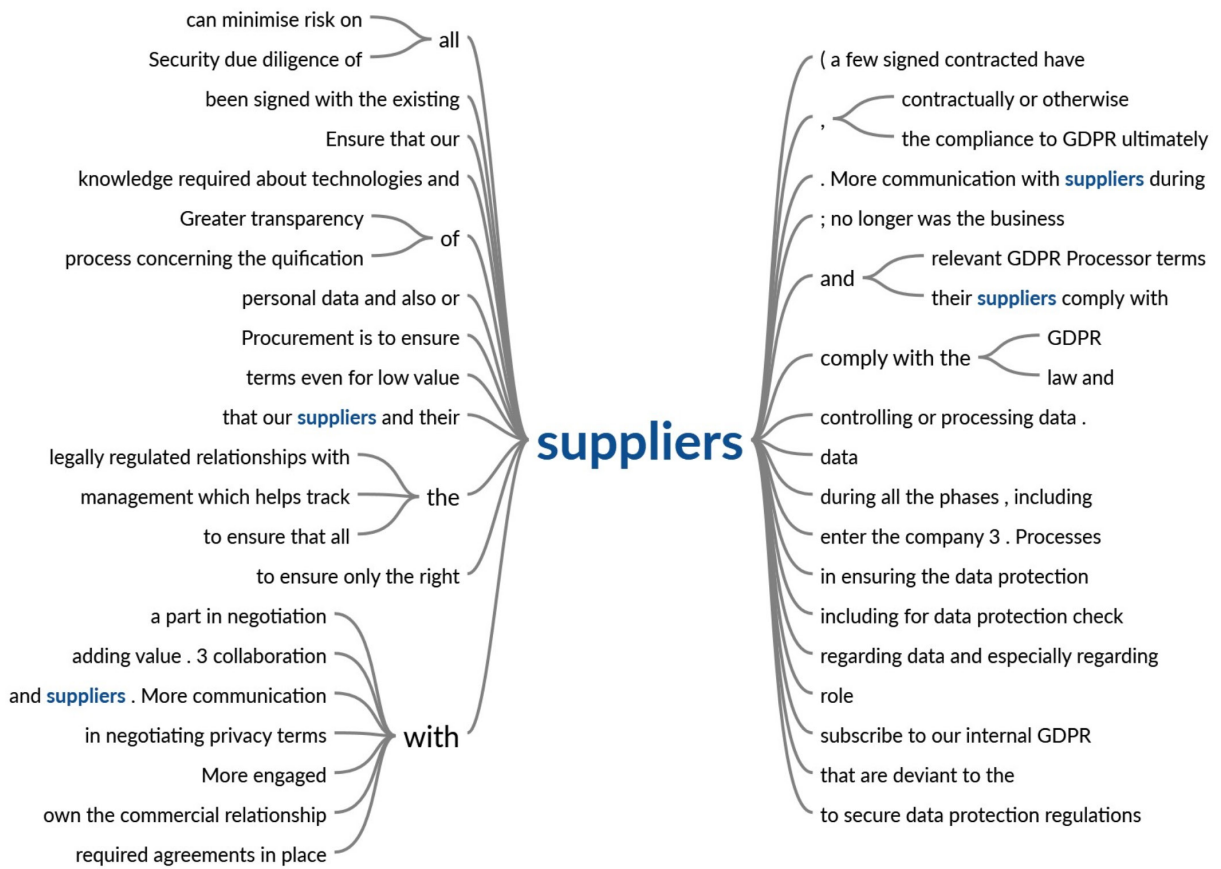 can minimise risk on
Security due diligence of
all
been signed with the existing
Ensure that our
knowledge required about technologies and
Greater transparency
process concerning the quification
of
personal data and also or
Procurement is to ensure
terms even for low value
that our suppliers and their
legally regulated relationships with
management which helps track
to ensure that all
the
to ensure only the right
a part in negotiation
adding value . 3 collaboration
and suppliers . More communication
in negotiating privacy terms
More engaged
own the commercial relationship
required agreements in place
with
suppliers
( a few signed contracted have
,
contractually or otherwise
the compliance to GDPR ultimately
. More communication with suppliers during
; no longer was the business
and
relevant GDPR Processor terms
their suppliers comply with
comply with the
GDPR
law and
controlling or processing data .
data
during all the phases , including
enter the company 3 . Processes
in ensuring the data protection
including for data protection check
regarding data and especially regarding
role
subscribe to our internal GDPR
that are deviant to the
to secure data protection regulations